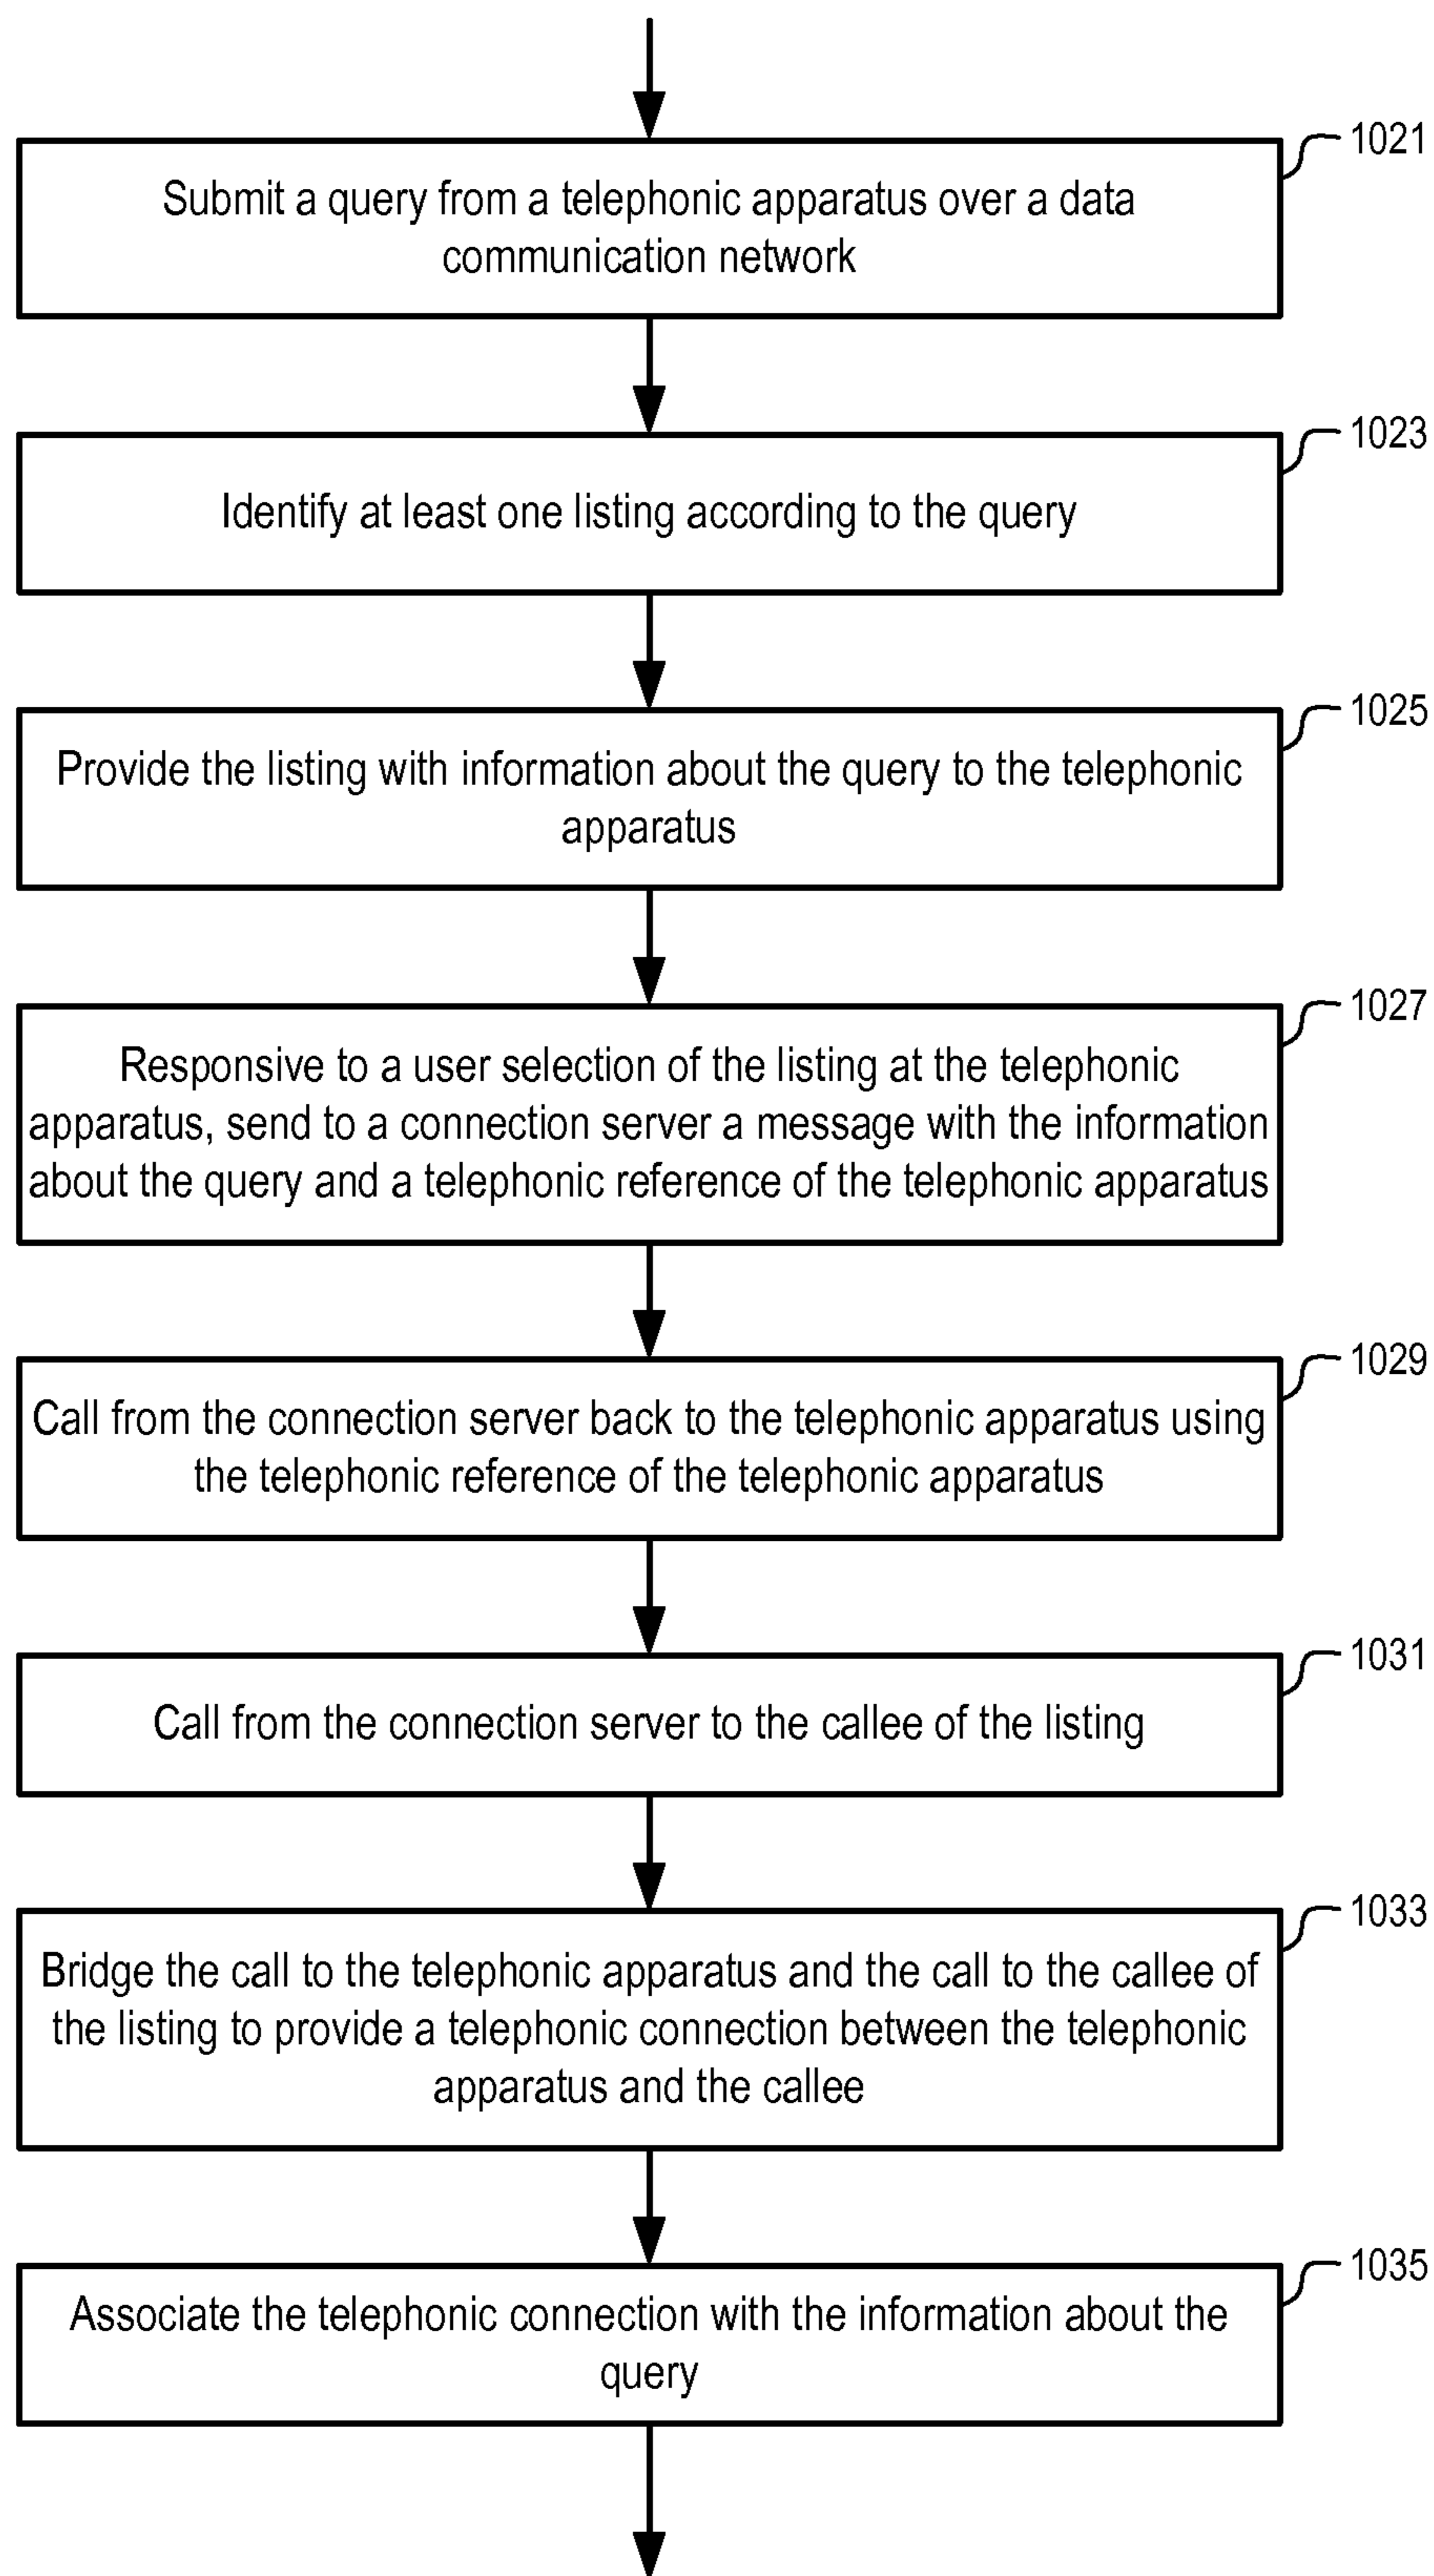 1021
Submit a query from a telephonic apparatus over a data
communication network
1023
Identify at least one listing according to the query
1025
Provide the listing with information about the query to the telephonic
apparatus
1027
Responsive to a user selection of the listing at the telephonic
apparatus, send to a connection server a message with the information
about the query and a telephonic reference of the telephonic apparatus
1029
Call from the connection server back to the telephonic apparatus using
the telephonic reference of the telephonic apparatus
1031
Call from the connection server to the callee of the listing
1033
Bridge the call to the telephonic apparatus and the call to the callee of
the listing to provide a telephonic connection between the telephonic
apparatus and the callee
1035
Associate the telephonic connection with the information about the
query